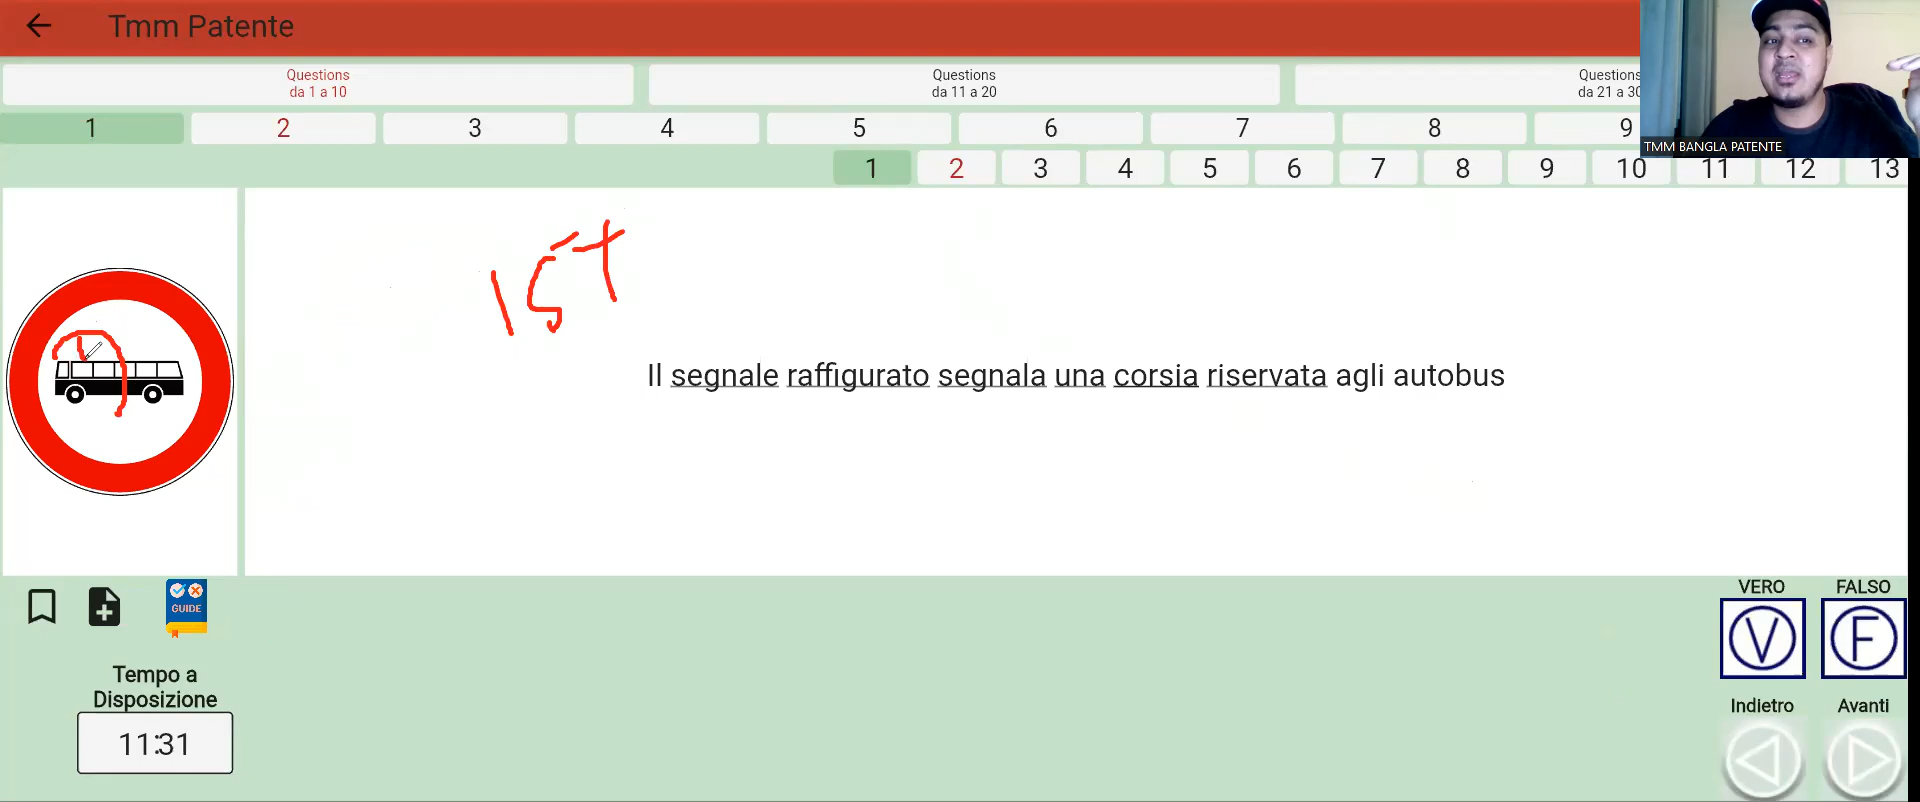 Tmm Patente
Questions
da 1 a 10
Questions
da 11 a 20
Questions
da 21 a 30
1 2 3 4 5 6 7 8 9
TMM BANGLA PATENTE
1 2 3 4 5 6 7 8 9 10 11 12 13
Il segnale raffigurato segnala una corsia riservata agli autobus
GUIDE
VERO FALSO
V F
Tempo a
Disposizione
11:31
Indietro Avanti